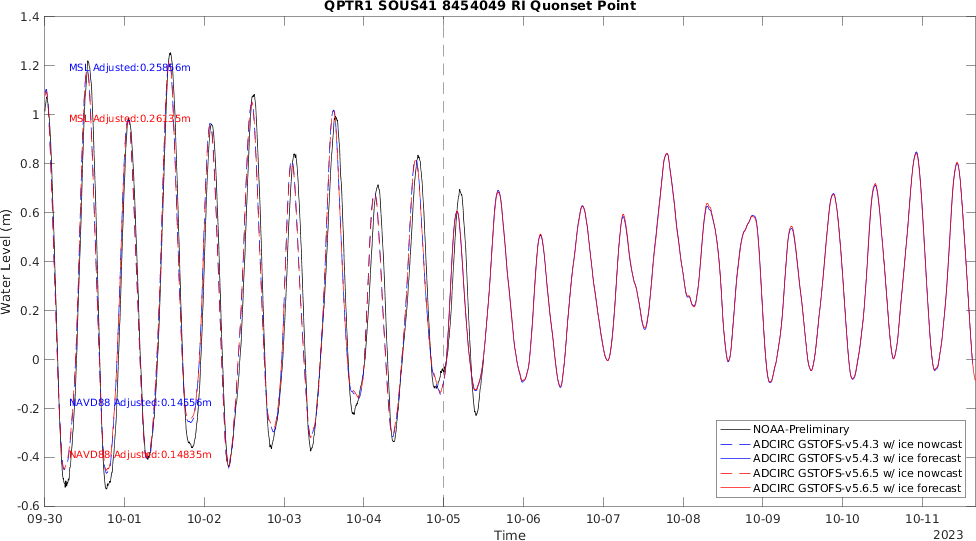 QPTR1 SOUS41 8454049 RI Quonset Point
Water Level (m)
1.4
1.2
1
0.8
0.6
0.4
0.2
0
-0.2
-0.4
-0.6
MSL Adjusted:0.25856m
MSL Adjusted:0.26135m
NAVD88 Adjusted:0.14556m
NAVD88 Adjusted:0.14835m
NOAA-Preliminary
ADCIRC GSTOFS-v5.4.3 w/ ice nowcast
ADCIRC GSTOFS-v5.4.3 w/ ice forecast
ADCIRC GSTOFS-v5.6.5 w/ ice nowcast
ADCIRC GSTOFS-v5.6.5 w/ ice forecast
09-30 10-01 10-02 10-03 10-04 10-05 10-06 10-07 10-08 10-09 10-10 10-11
Time
2023